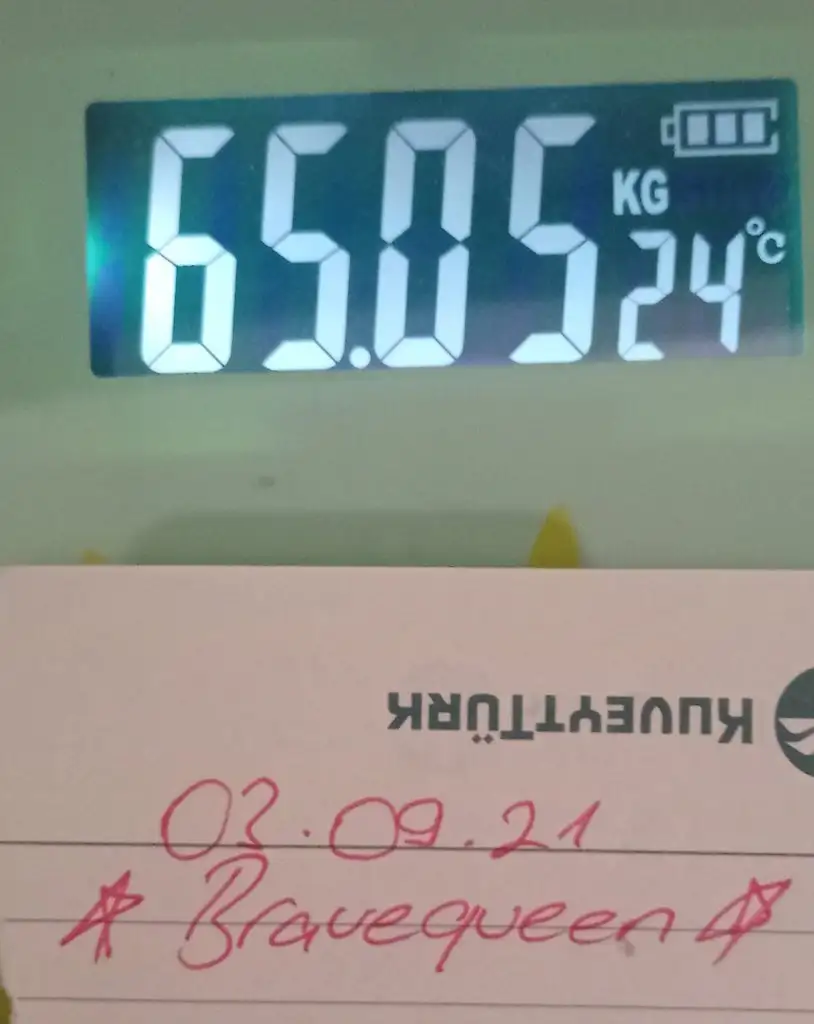 65.05
KG
24°C
KUVEYTTÜRK
03.09.21
Bravequeen